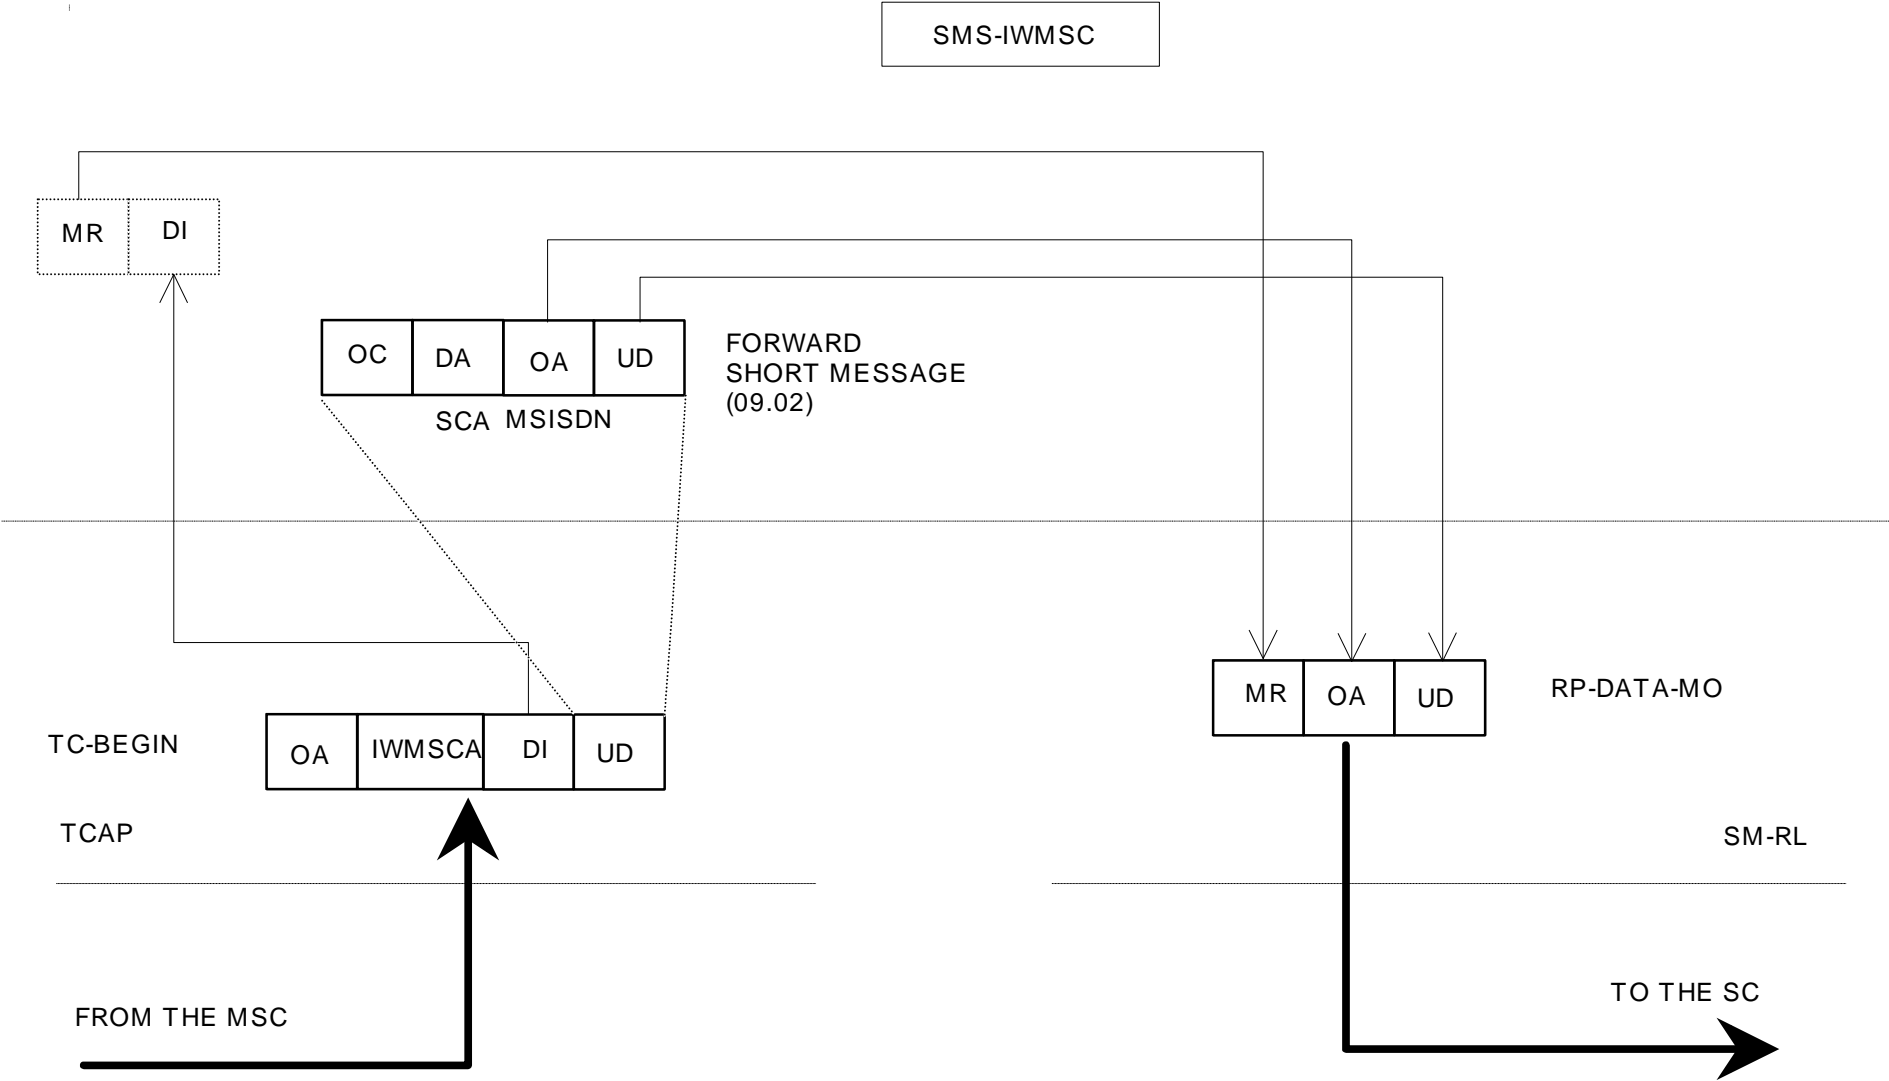 SMS-IWMSC
MR DI
OC DA OA UD
FORWARD
SHORT MESSAGE
(09.02)
SCA MSISDN
MR OA UD
RP-DATA-MO
TC-BEGIN
OA IWMSCA DI UD
TCAP
SM-RL
FROM THE MSC
TO THE SC